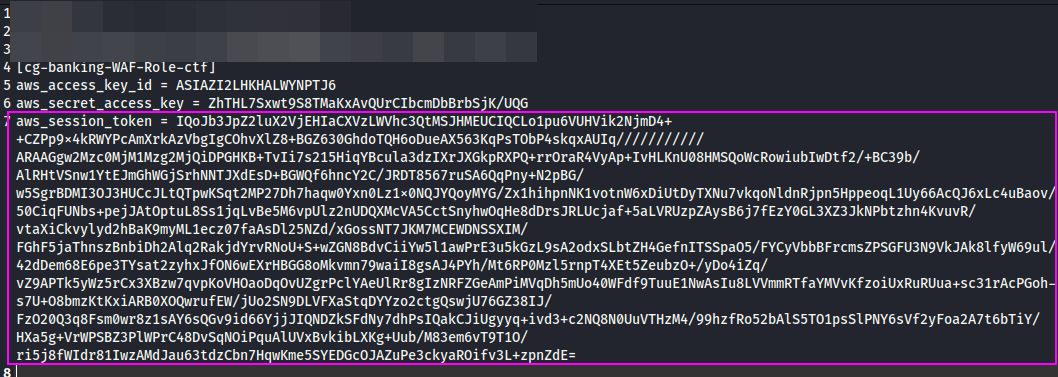 1
2
3
4 [cg-banking-WAF-Role-ctf]
5 aws_access_key_id = ASIAZI2LHKHALWYNPTJ6
6 aws_secret_access_key = ZhTHL7Sxwt9S8TMaKxAvQUrCIbcmDbBrbSjK/UQG
7 aws_session_token = IQoJb3JpZ2luX2VjEHIaCXVzLWVhc3QtMSJHMEUCIQCLo1pu6VUHVik2NjmD4+
+CZPp9×4kRWYPcAmXrkAzVbgIgCOhvXlZ8+BGZ630GhdoTQH6oDueAX563KqPsTObP4skqxAUIq///////////
ARAAGgw2Mzc0MjM1Mzg2MjQiDPGHKB+TvIi7s215HiqYBcula3dzIXrJXGkpRXPQ+rrOraR4VyAp+IvHLKnU08HMSQoWcRowiubIwDtf2/+BC39b/
AlRHtVSnw1YtEJmGhWGjSrhNNTJXdEsD+BGWQf6hncY2C/JRDT8567ruSA6QqPny+N2pBG/
w5SgrBDMI3OJ3HUCcJLtQTpwKSqt2MP27Dh7haqw0Yxn0Lz1×0NQJYQoyMYG/Zx1hihpnNK1votnW6xDiUtDyTXNu7vkqoNldnRjpn5HppeoqL1Uy66AcQJ6xLc4uBaov/
50CiqFUNbs+pejJAtOptuL8Ss1jqLvBe5M6vpUlz2nUDQXMcVA5CctSnyhwOqHe8dDrsJRLUcjaf+5aLVRUzpZAysB6j7fEzY0GL3XZ3JkNPbtzhn4KvuvR/
vtaXiCkvylyd2hBaK9myML1ecz07faAsDl25NZd/xGossNT7JKM7MCEWDNSSXIM/
FGhF5jaThnszBnbiDh2Alq2RakjdYrvRNoU+S+wZGN8BdvCiiYw5l1awPrE3u5kGzL9sA2odxSLbtZH4GefnITSSpaO5/FYCyVbbBFrcmsZPSGFU3N9VkJAk8lfyW69ul/
42dDem68E6pe3TYsat2zyhxJfON6wEXrHBGG8oMkvmn79waiI8gsAJ4PYh/Mt6RP0Mzl5rnpT4XEt5ZeubzO+/yDo4iZq/
vZ9APTk5yWz5rCr3XBzw7qvpKoVHOaoDqOvUZgrPclYAeUlRr8gIzNRFZGeAmPiMVqDh5mUo40WFdf9TuuE1NwAsIu8LVVmmRTfaYMVvKfzoiUxRuRUua+sc31rAcPGoh-
s7U+O8bmzKtKxiARB0XOQwrufEW/jUo2SN9DLVFXaStqDYYzo2ctgQswjU76GZ38IJ/
FzO20Q3q8Fsm0wr8z1sAY6sQGv9id66YjjJIQNDZkSFdNy7dhPsIQakCJiUgyyq+ivd3+c2NQ8N0UuVTHzM4/99hzfRo52bAlS5TO1psSlPNY6sVf2yFoa2A7t6bTiY/
HXa5g+VrWPSBZ3PlWPrC48DvSqNOiPquAlUVxBvkibLXKg+Uub/M83em6vT9T1O/
ri5j8fWIdr81IwzAMdJau63tdzCbn7HqwKme5SYEDGcOJAZuPe3ckyaROifv3L+zpnZdE=
8